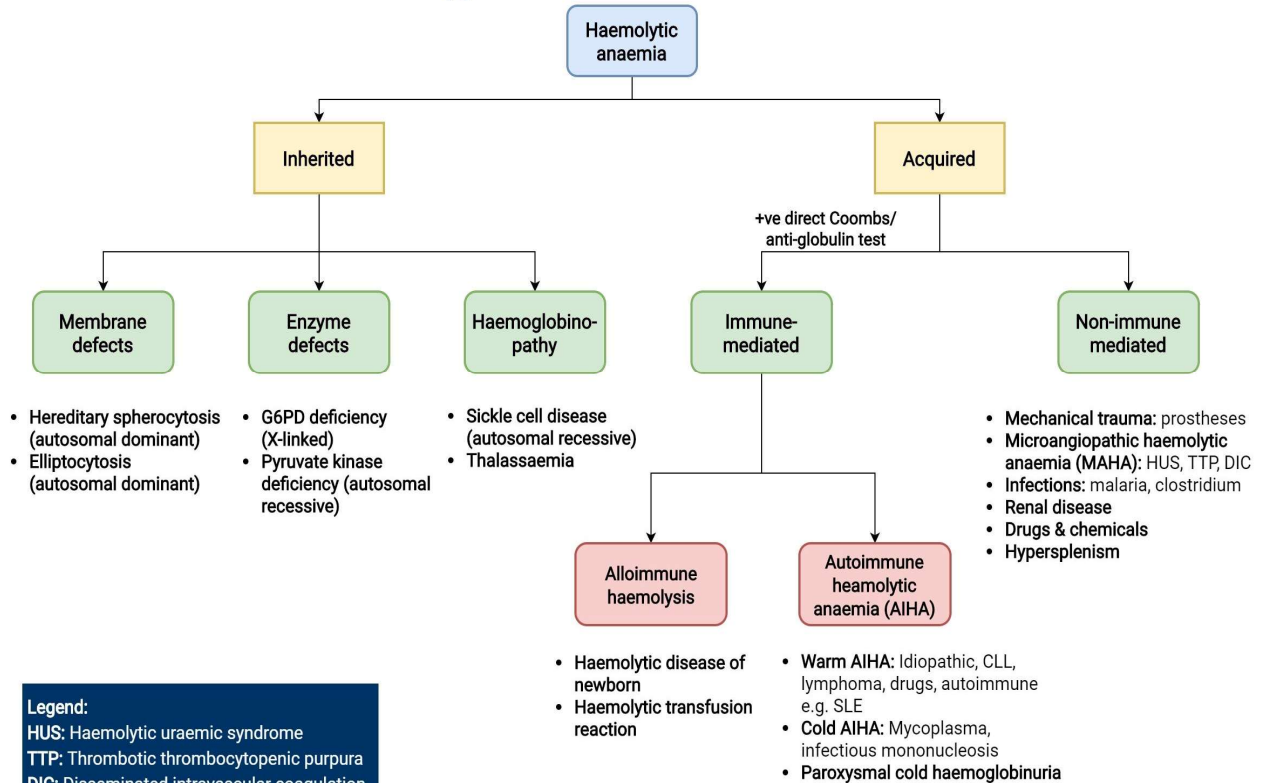 Haemolytic
anaemia
Inherited
Acquired
+ve direct Coombs/
anti-globulin test
Membrane
defects
Enzyme
defects
Haemoglobino-
pathy
Immune-
mediated
Non-immune
mediated
• Hereditary spherocytosis
(autosomal dominant)
• Elliptocytosis
(autosomal dominant)
• G6PD deficiency
(X-linked)
• Pyruvate kinase
deficiency (autosomal
recessive)
• Sickle cell disease
(autosomal recessive)
• Thalassaemia
• Mechanical trauma: prostheses
• Microangiopathic haemolytic
anaemia (MAHA): HUS, TTP, DIC
• Infections: malaria, clostridium
• Renal disease
• Drugs & chemicals
• Hypersplenism
Alloimmune
haemolysis
Autoimmune
heamolytic
anaemia (AIHA)
• Haemolytic disease of
newborn
• Haemolytic transfusion
reaction
• Warm AIHA: Idiopathic, CLL,
lymphoma, drugs, autoimmune
e.g. SLE
• Cold AIHA: Mycoplasma,
infectious mononucleosis
• Paroxysmal cold haemoglobinuria
Legend:
HUS: Haemolytic uraemic syndrome
TTP: Thrombotic thrombocytopenic purpura
DIC: Disseminated intravascular coagulation